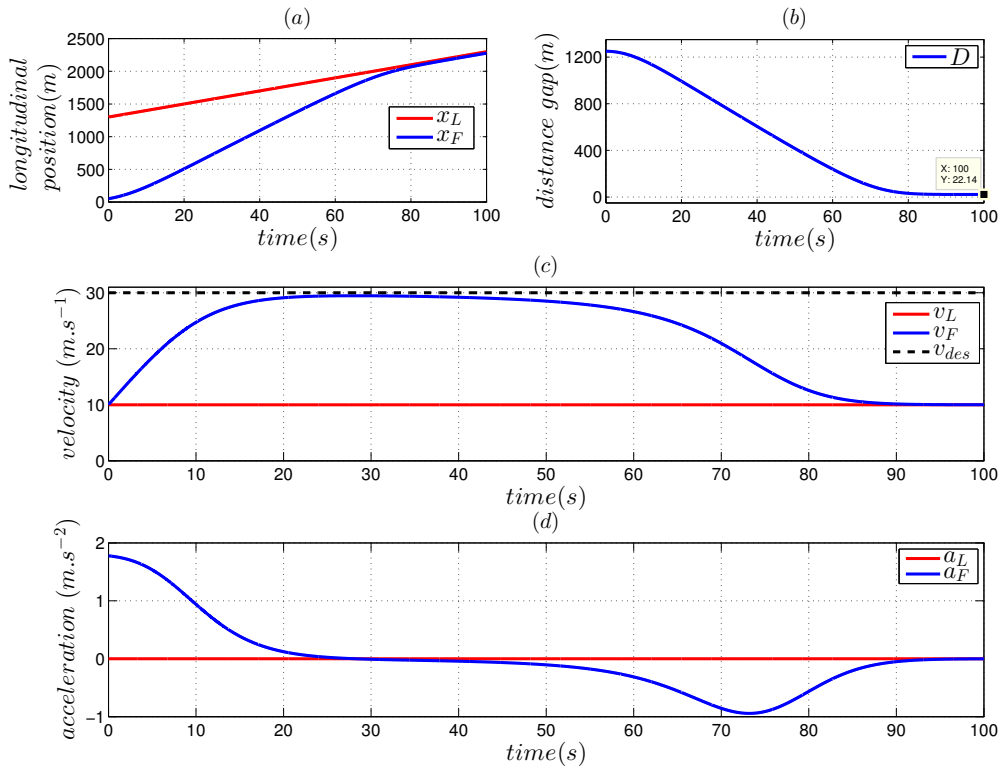 (a)
2500
2000
1500
1000
500
0
0 20 40 60 80 100
longitudinal
position(m)
time(s)
x_L
x_F
(b)
1200
800
400
0
0 20 40 60 80 100
distance gap(m)
time(s)
D
X: 100
Y: 22.14
(c)
30
20
10
0
0 10 20 30 40 50 60 70 80 90 100
velocity (m.s⁻¹)
time(s)
v_L
v_F
v_des
(d)
2
1
0
−1
0 10 20 30 40 50 60 70 80 90 100
acceleration (m.s⁻²)
time(s)
a_L
a_F